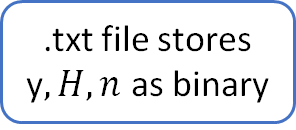 .txt file stores
y, H, n as binary